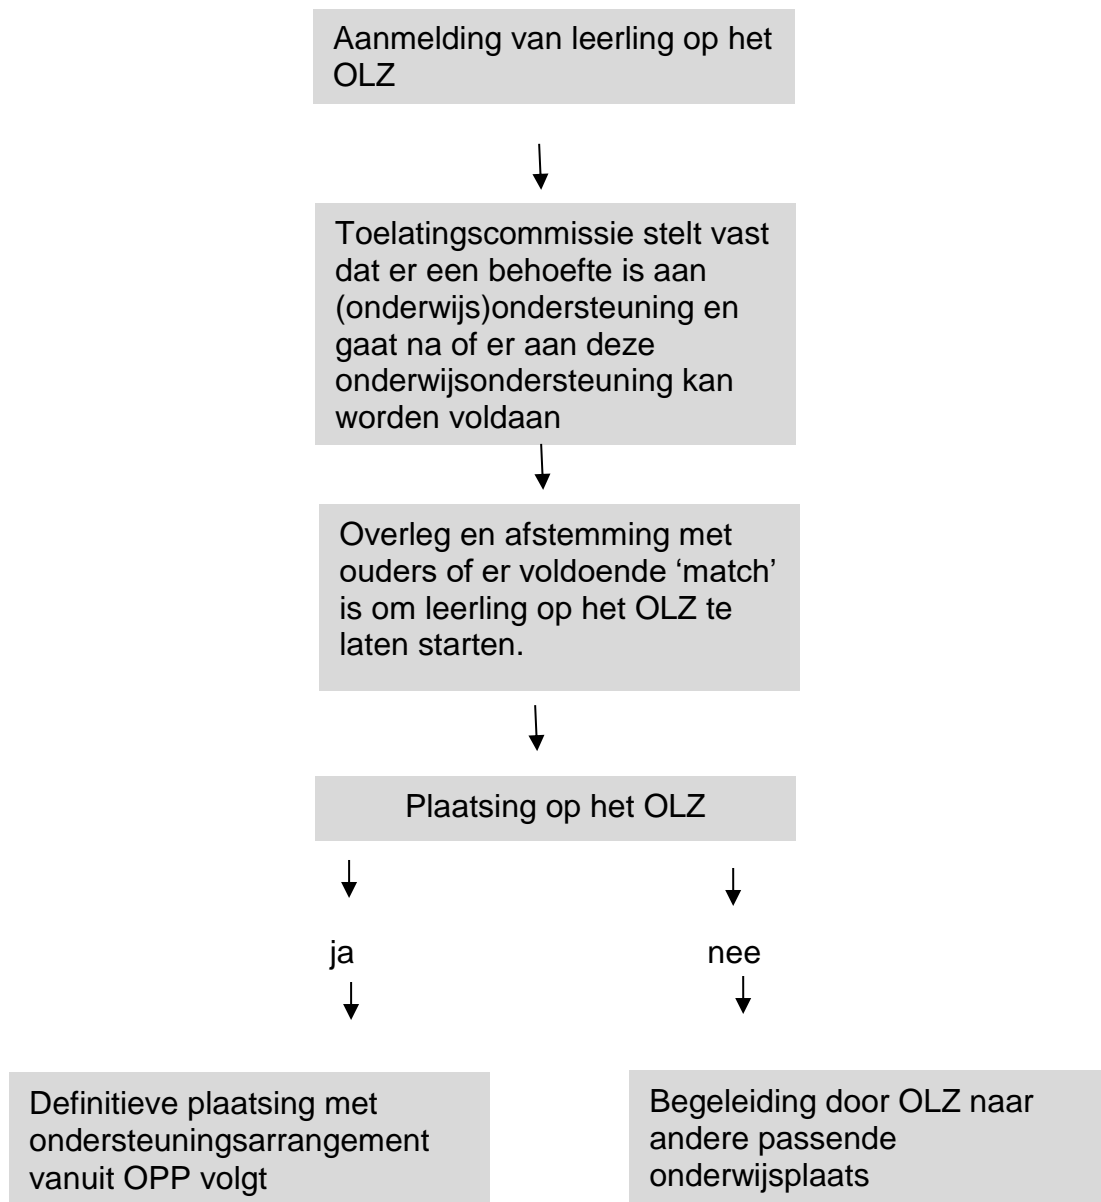 Aanmelding van leerling op het
OLZ
Toelatingscommissie stelt vast
dat er een behoefte is aan
(onderwijs)ondersteuning en
gaat na of er aan deze
onderwijsondersteuning kan
worden voldaan
Overleg en afstemming met
ouders of er voldoende ‘match’
is om leerling op het OLZ te
laten starten.
Plaatsing op het OLZ
ja
nee
Definitieve plaatsing met
ondersteuningsarrangement
vanuit OPP volgt
Begeleiding door OLZ naar
andere passende
onderwijsplaats